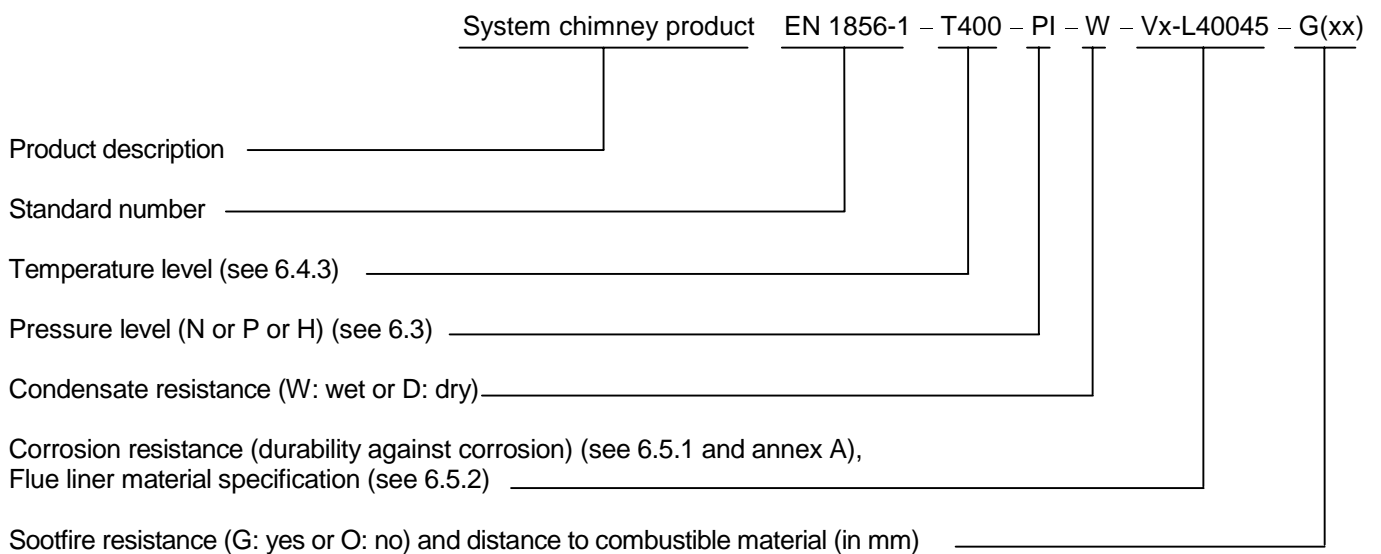 System chimney product EN 1856-1 – T400 – PI – W – Vx-L40045 – G(xx)
Product description
Standard number
Temperature level (see 6.4.3)
Pressure level (N or P or H) (see 6.3)
Condensate resistance (W: wet or D: dry)
Corrosion resistance (durability against corrosion) (see 6.5.1 and annex A),
Flue liner material specification (see 6.5.2)
Sootfire resistance (G: yes or O: no) and distance to combustible material (in mm)